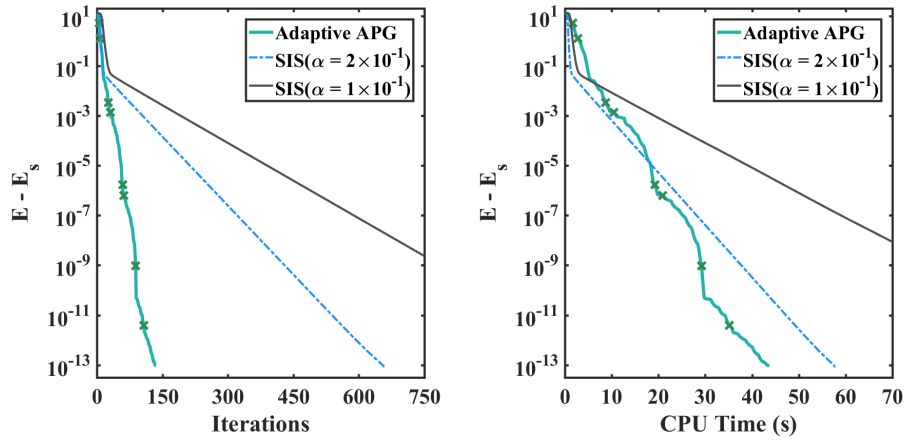 E - E_s
10^1
10^-1
10^-3
10^-5
10^-7
10^-9
10^-11
10^-13
Adaptive APG
SIS(α = 2×10^-1)
SIS(α = 1×10^-1)
0 150 300 450 600 750
Iterations
E - E_s
10^1
10^-1
10^-3
10^-5
10^-7
10^-9
10^-11
10^-13
Adaptive APG
SIS(α = 2×10^-1)
SIS(α = 1×10^-1)
0 10 20 30 40 50 60 70
CPU Time (s)